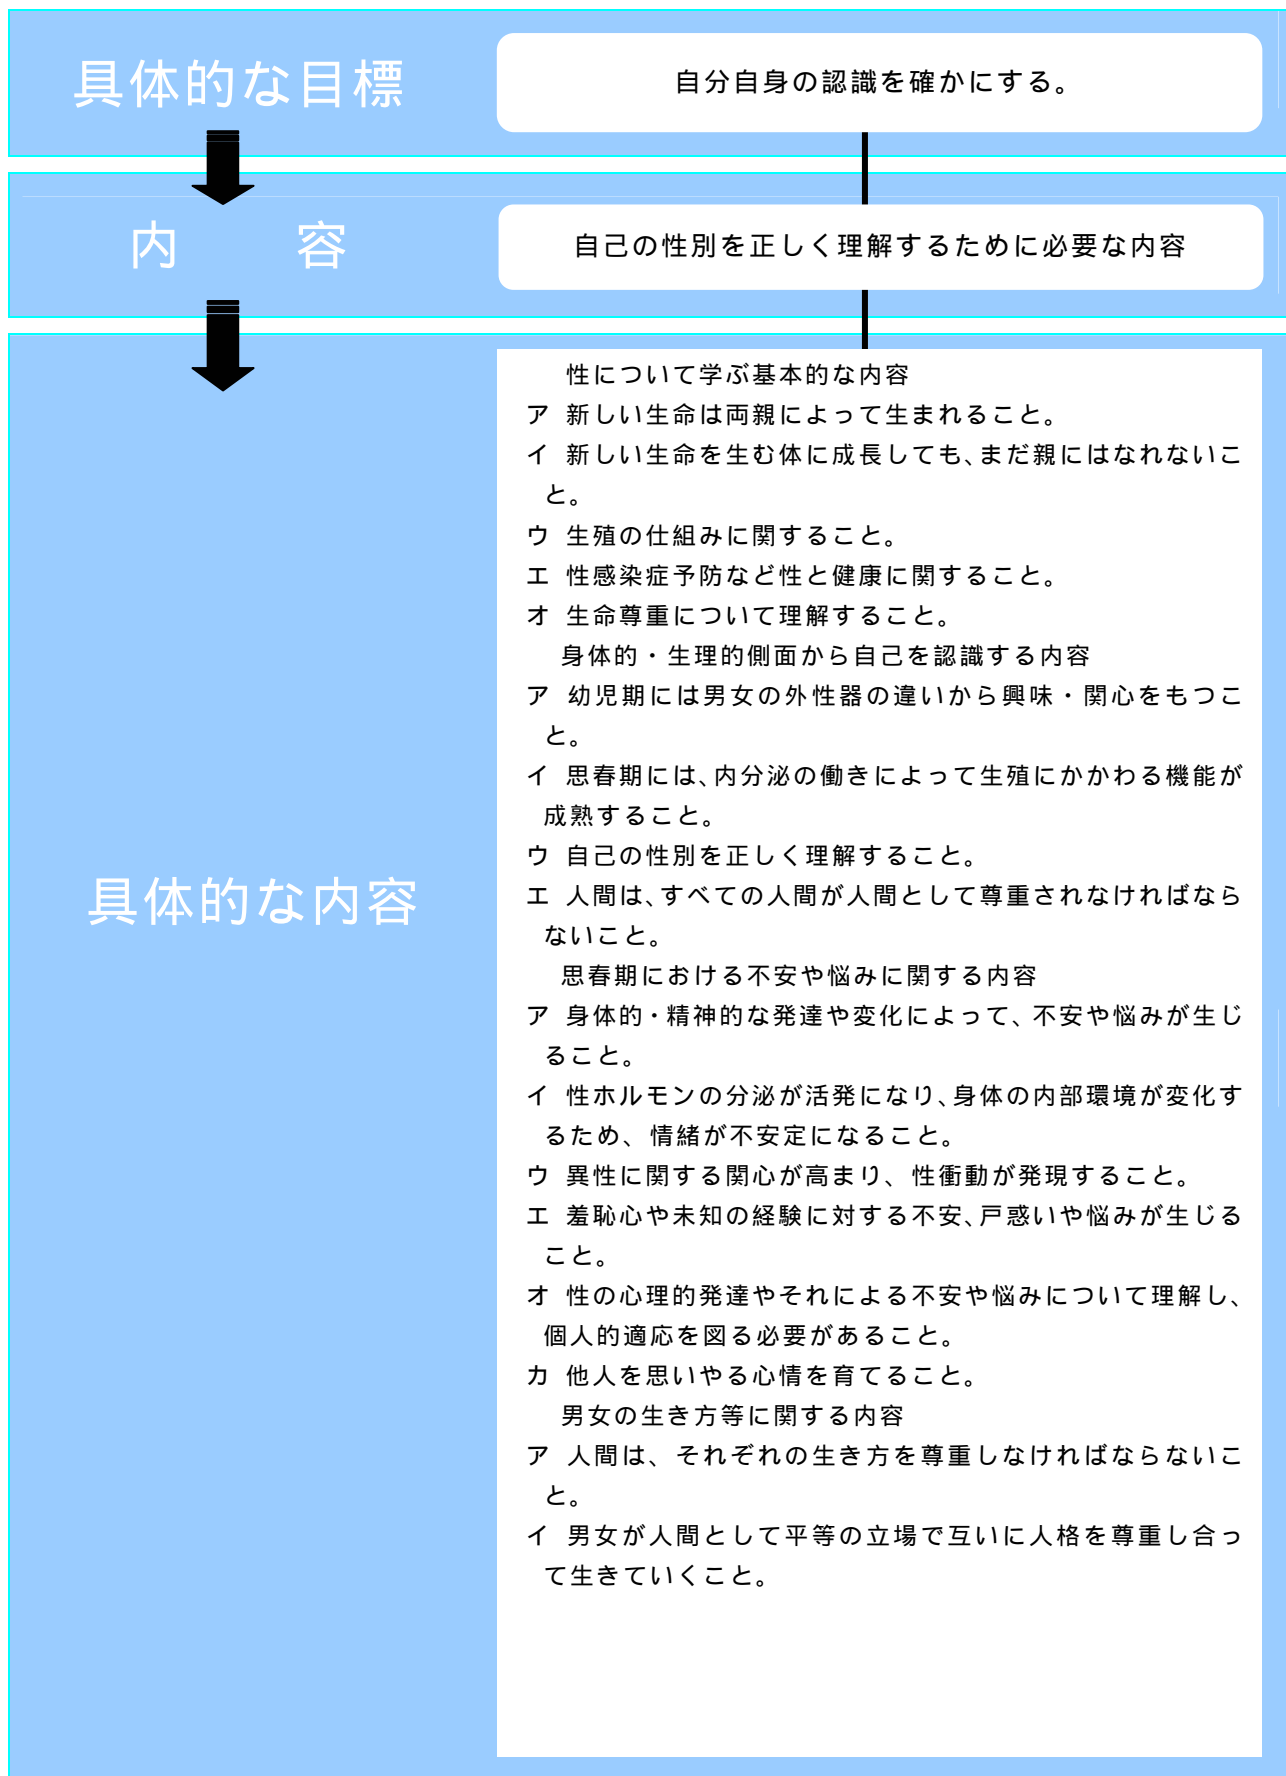 具体的な目標
自分自身の認識を確かにする。
内　　容
自己の性別を正しく理解するために必要な内容
具体的な内容
性について学ぶ基本的な内容
ア 新しい生命は両親によって生まれること。
イ 新しい生命を生む体に成長しても、まだ親にはなれないこ
と。
ウ 生殖の仕組みに関すること。
エ 性感染症予防など性と健康に関すること。
オ 生命尊重について理解すること。
身体的・生理的側面から自己を認識する内容
ア 幼児期には男女の外性器の違いから興味・関心をもつこ
と。
イ 思春期には、内分泌の働きによって生殖にかかわる機能が
成熟すること。
ウ 自己の性別を正しく理解すること。
エ 人間は、すべての人間が人間として尊重されなければなら
ないこと。
思春期における不安や悩みに関する内容
ア 身体的・精神的な発達や変化によって、不安や悩みが生じ
ること。
イ 性ホルモンの分泌が活発になり、身体の内部環境が変化す
るため、情緒が不安定になること。
ウ 異性に関する関心が高まり、性衝動が発現すること。
エ 羞恥心や未知の経験に対する不安、戸惑いや悩みが生じる
こと。
オ 性の心理的発達やそれによる不安や悩みについて理解し、
個人的適応を図る必要があること。
カ 他人を思いやる心情を育てること。
男女の生き方等に関する内容
ア 人間は、それぞれの生き方を尊重しなければならないこ
と。
イ 男女が人間として平等の立場で互いに人格を尊重し合っ
て生きていくこと。